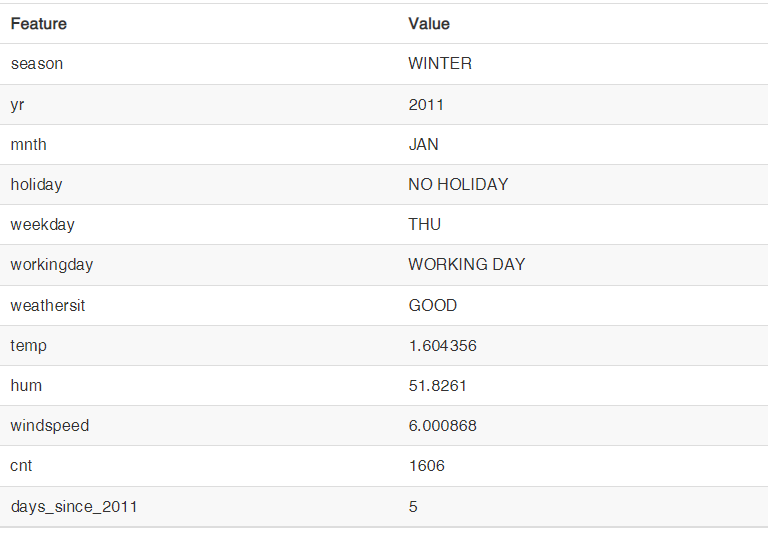 Feature Value
season WINTER
yr 2011
mnth JAN
holiday NO HOLIDAY
weekday THU
workingday WORKING DAY
weathersit GOOD
temp 1.604356
hum 51.8261
windspeed 6.000868
cnt 1606
days_since_2011 5